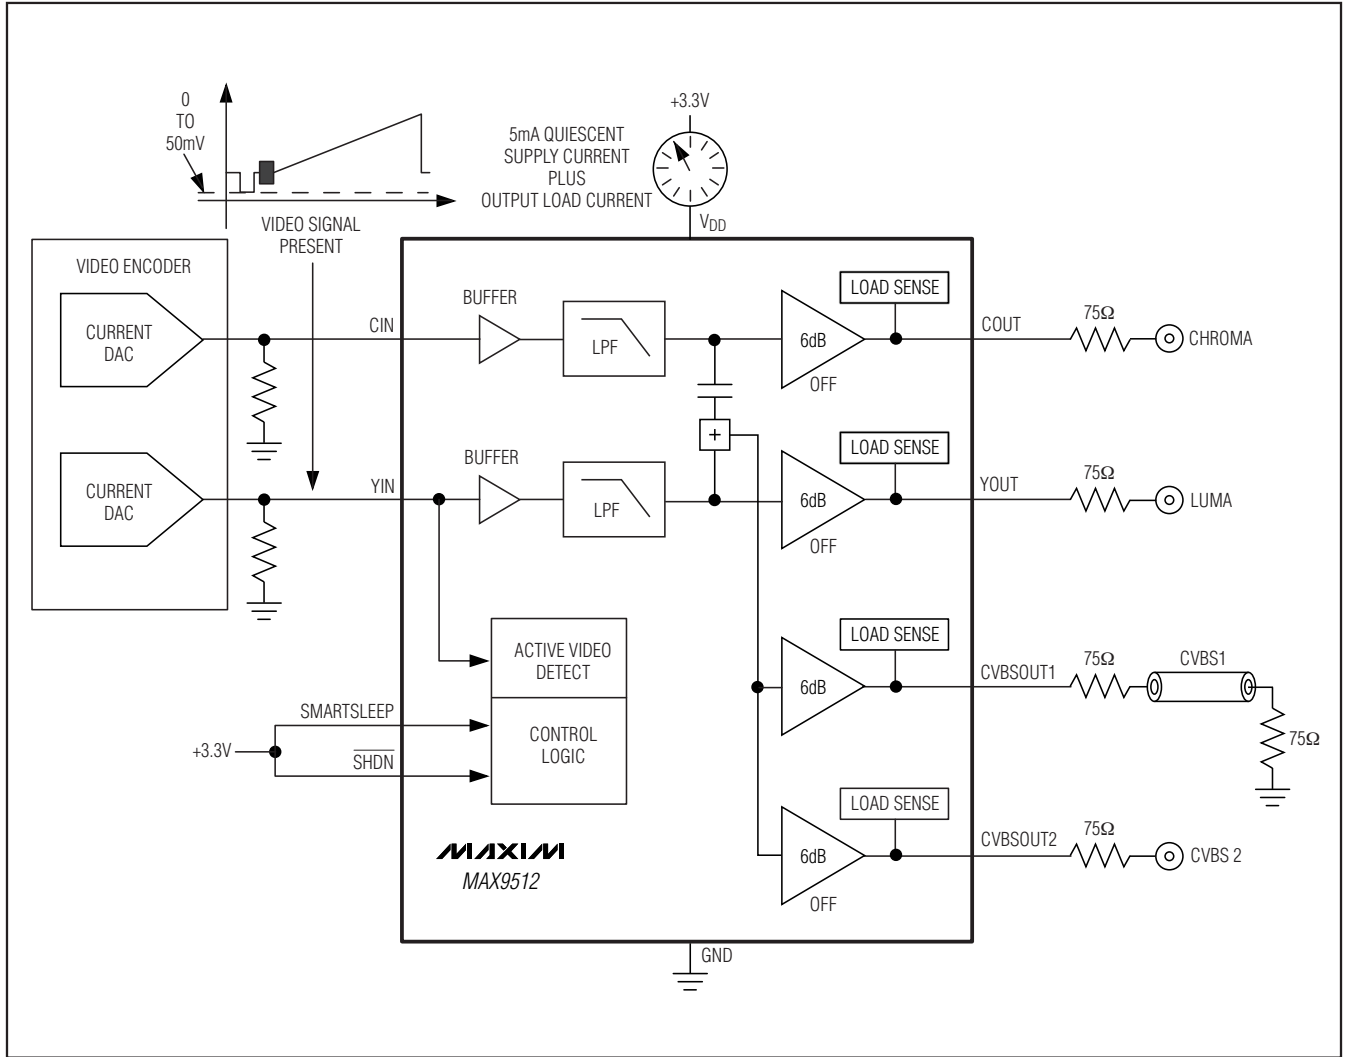 0
TO
50mV
5mA QUIESCENT
SUPPLY CURRENT
PLUS
OUTPUT LOAD CURRENT
+3.3V
VDD
VIDEO SIGNAL
PRESENT
VIDEO ENCODER
CURRENT
DAC
CIN
BUFFER
LPF
6dB
OFF
LOAD SENSE
COUT
75Ω
CHROMA
+
CURRENT
DAC
YIN
BUFFER
LPF
6dB
OFF
LOAD SENSE
YOUT
75Ω
LUMA
ACTIVE VIDEO
DETECT
CONTROL
LOGIC
SMARTSLEEP
+3.3V
SHDN
6dB
LOAD SENSE
CVBSOUT1
75Ω
CVBS1
75Ω
6dB
OFF
LOAD SENSE
CVBSOUT2
75Ω
CVBS 2
MAXIM
MAX9512
GND